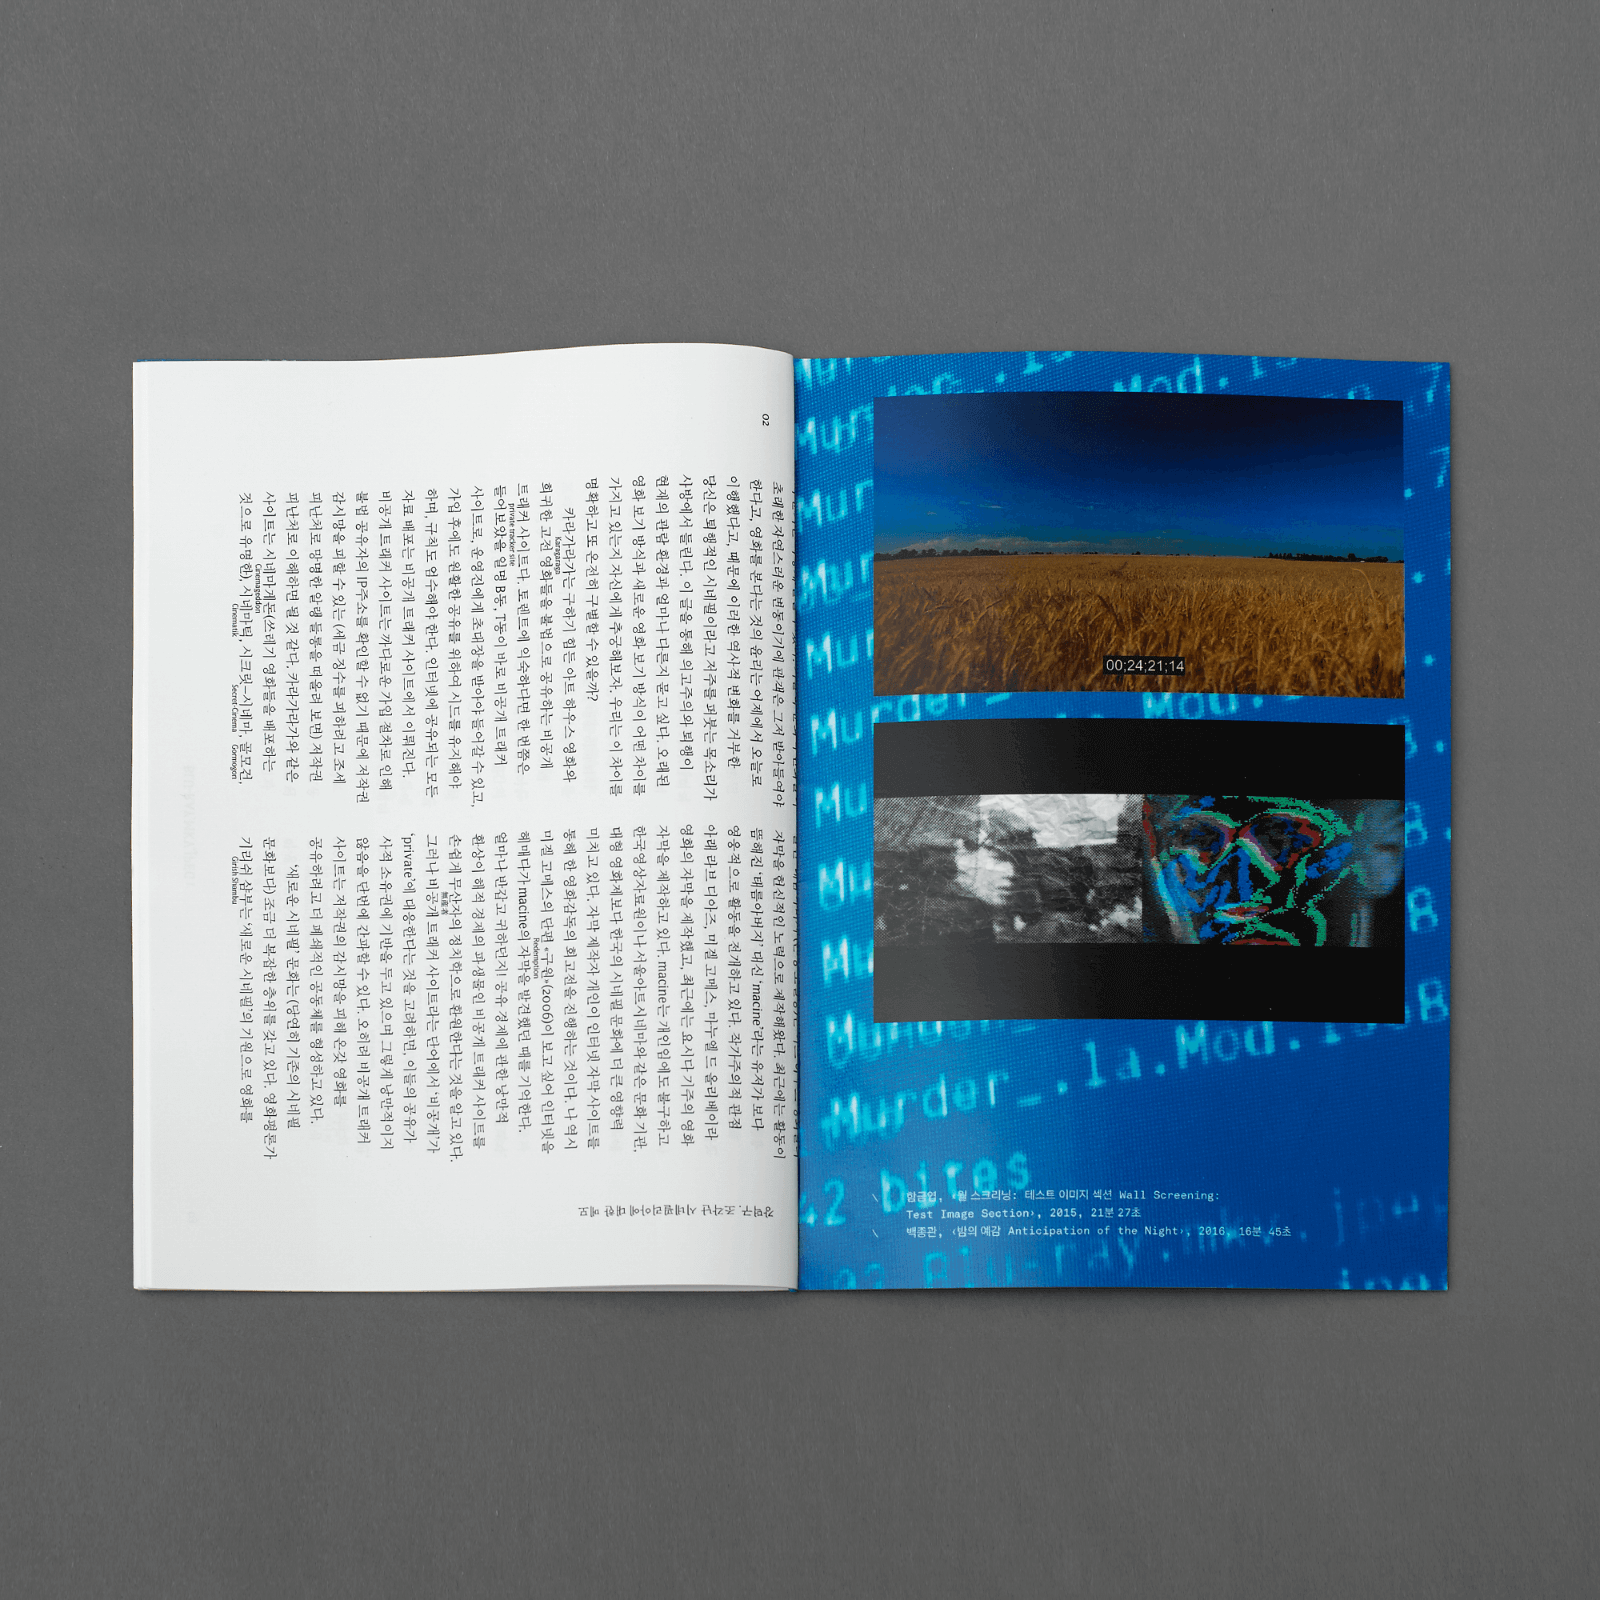 02
초래한 자연스러운 변동이기에 관객은 그저 받아들여야
한다고, 영화를 본다는 것의 윤리는 어제에서 오늘로
이행했다고, 때문에 이러한 역사적 변화를 거부한
당신은 퇴행적인 시네필이라고 저주를 퍼붓는 목소리가
사방에서 들린다. 이 글을 통해 의고주의와 퇴행이
현재의 관람 환경과 얼마나 다른지 묻고 싶다. 오래된
영화 보기 방식과 새로운 영화 보기 방식이 어떤 차이를
가지고 있는지 자신에게 추궁해보자. 우리는 이 차이를
명확하고 또 온전히 구별할 수 있을까?
카라가르가는 구하기 힘든 아트 하우스 영화와
Karagarga
희귀한 고전 영화들을 불법으로 공유하는 비공개
트래커 사이트다. 토렌트에 익숙하다면 한 번쯤은
private tracker site
들어보았을 일명 B동, T동이 바로 비공개 트래커
사이트로, 운영진에게 초대장을 받아야 들어갈 수 있고,
가입 후에도 원활한 공유를 위하여 시드를 유지해야
하며, 규칙도 엄수해야 한다. 인터넷에 공유되는 모든
자료 배포는 비공개 트래커 사이트에서 이뤄진다.
비공개 트래커 사이트는 까다로운 가입 절차로 인해
불법 공유자의 IP주소를 확인할 수 없기 때문에 저작권
감시망을 피할 수 있는 (세금 징수를 피하려고 조세
피난처로 망명한 알랭 들롱을 떠올려 보면) 저작권
피난처로 이해하면 될 것 같다. 카라가르가와 같은
사이트는 시네마게돈(쓰레기 영화들을 배포하는
Cinemageddon
것으로 유명한), 시네마틱, 시크릿–시네마, 골모건,
Cinematik Secret-Cinema Gormogon
자막을 헌신적인 노력으로 제작해왔다. 최근에는 활동이
뜸해진 ‘태름아버지’ 대신 ‘macine’라는 유저가 보다
영웅적으로 활동을 전개하고 있다. 작가주의적 관점
아래 라브 디아즈, 미겔 고메스, 마누엘 드 올리베이라
영화의 자막을 제작했고, 최근에는 요시다 기주의 영화
자막을 제작하고 있다. macine는 개인임에도 불구하고
한국영상자료원이나 서울아트시네마와 같은 문화 기관,
대형 영화제보다 한국의 시네필 문화에 더 큰 영향력
미치고 있다. 자막 제작자 개인이 인터넷 자막 사이트를
통해 한 영화감독의 회고전을 진행하는 것이다. 나 역시
미겔 고메스의 단편 «구원»(2006)이 보고 싶어 인터넷을
Redemption
헤매다가 macine의 자막을 발견했던 때를 기억한다.
얼마나 반갑고 귀하던지! 공유 경제에 관한 낭만적
환상이 해적 경제의 파생물인 비공개 트래커 사이트를
손쉽게 무산자의 정치학으로 환원한다는 것을 알고 있다.
無産者
그러나 비공개 트래커 사이트라는 단어에서 ‘비공개’가
‘private’에 대응한다는 것을 고려하면, 이들의 공유가
사적 소유권에 기반을 두고 있으며 그렇게 낭만적이지
않음을 단번에 간파할 수 있다. 오히려 비공개 트래커
사이트는 저작권의 감시망을 피해 온갖 영화를
공유하려고 더 폐쇄적인 공동체를 형성하고 있다.
‘새로운 시네필 문화는 (당연히 기존의 시네필
문화보다) 조금 더 복잡한 층위를 갖고 있다. 영화평론가
기리쉬 샴부는 ‘새로운 시네필’의 기원으로 영화를
Girish Shambu
강덕구. 조각난 시네필리아에 대한 메모
00;24;21;14
Murder_.la.Mod.1968
42 bites
Blu-ray.mkv.jpeg
\ 함금엽, ‹월 스크리닝: 테스트 이미지 섹션 Wall Screening:
Test Image Section›, 2015, 21분 27초
\ 백종관, ‹밤의 예감 Anticipation of the Night›, 2016, 16분 45초